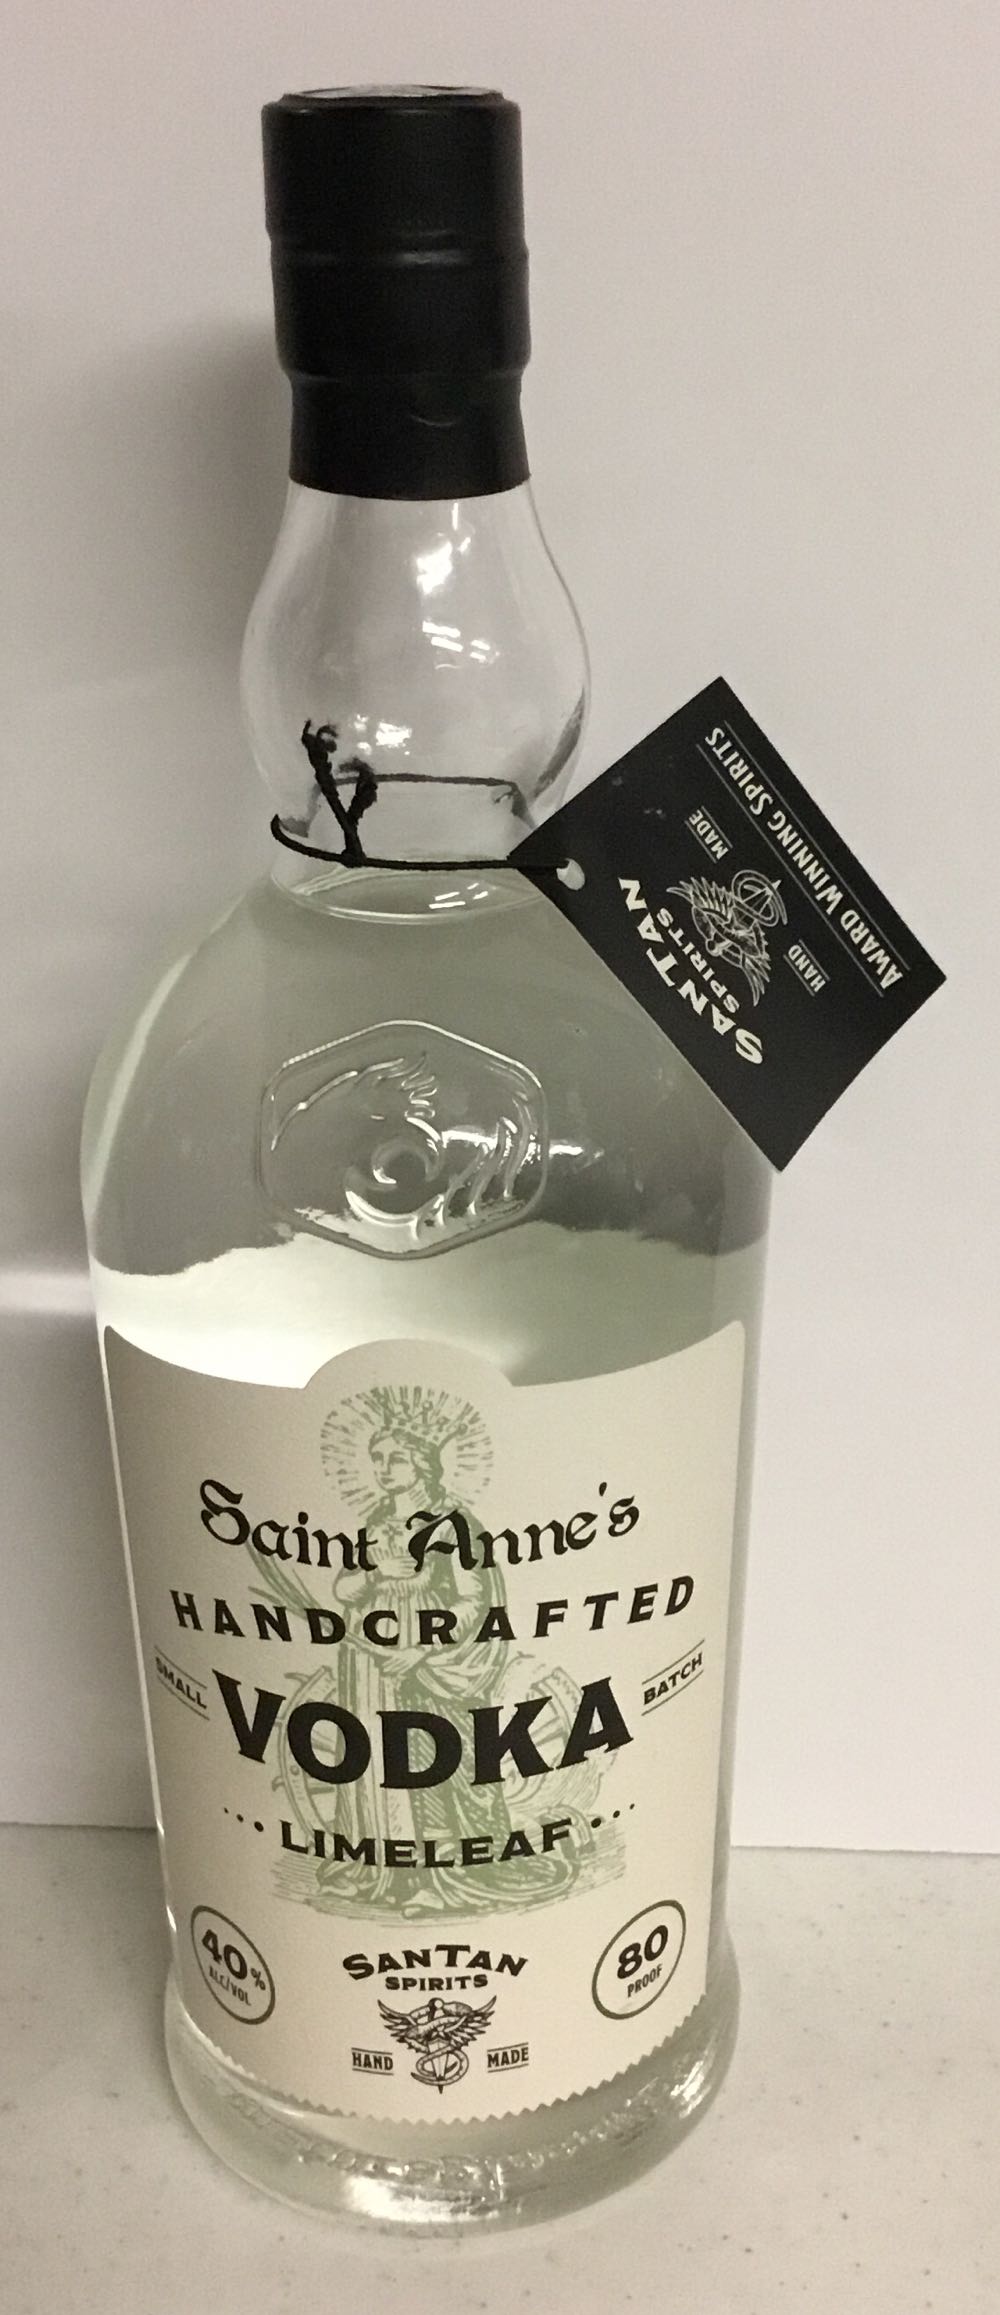 AWARD WINNING SPIRITS
HAND MADE
SANTAN
SPIRITS
Saint Anne's
HANDCRAFTED
SMALL BATCH
VODKA
... LIMELEAF ...
40%
ALC/VOL
80
PROOF
SANTAN
SPIRITS
HAND MADE